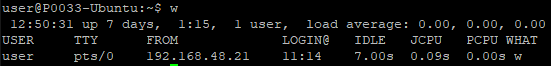 user@P0033-Ubuntu:~$ w
 12:50:31 up 7 days,  1:15,  1 user,  load average: 0.00, 0.00, 0.00
USER     TTY      FROM             LOGIN@   IDLE   JCPU   PCPU WHAT
user     pts/0    192.168.48.21    11:14    7.00s  0.09s  0.00s w